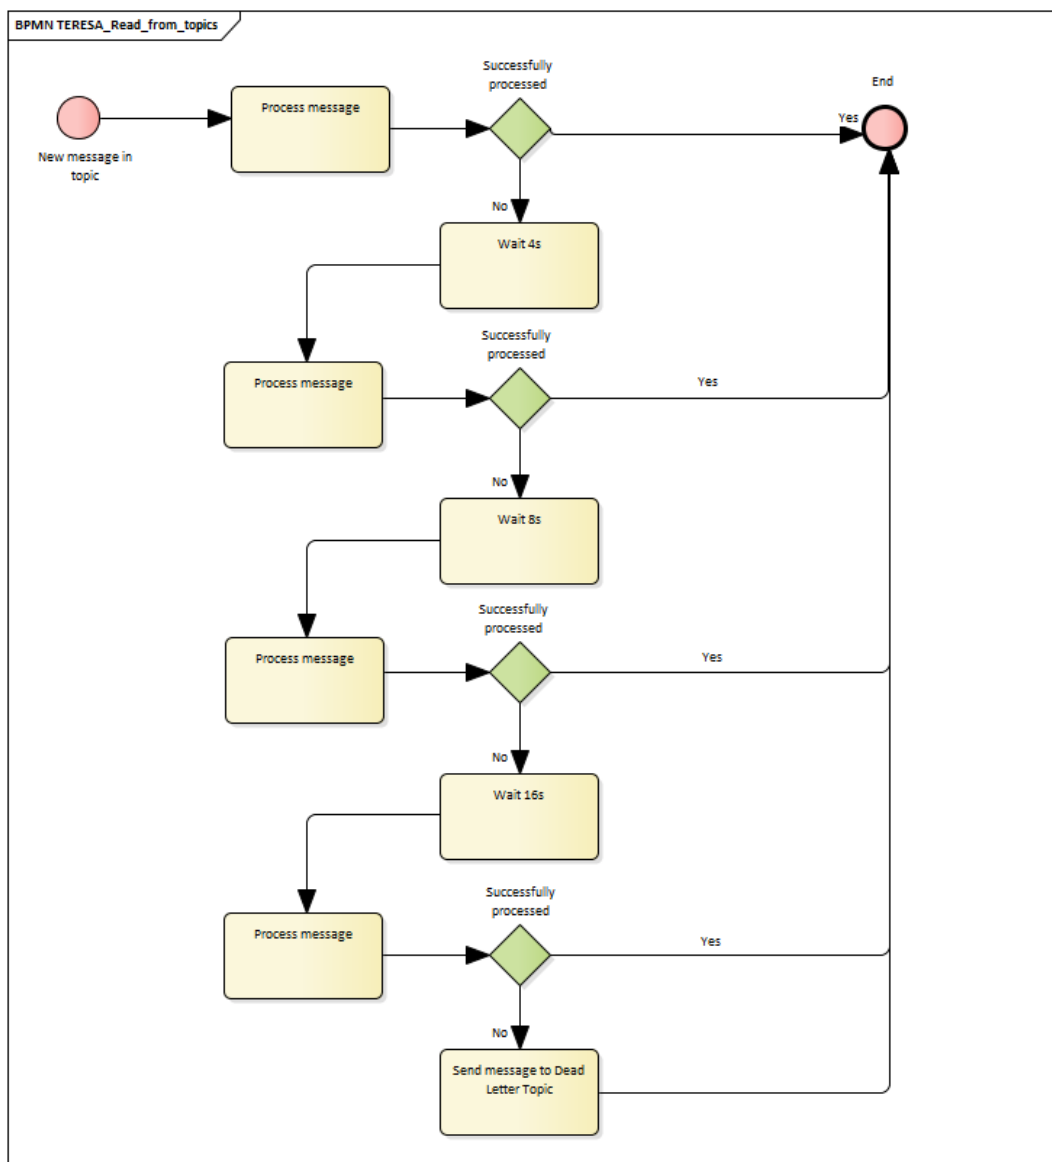 BPMN TERESA_Read_from_topics
Successfully
processed
End
Process message
Yes
New message in
topic
No
Wait 4s
Successfully
processed
Process message
Yes
No
Wait 8s
Successfully
processed
Process message
Yes
No
Wait 16s
Successfully
processed
Process message
Yes
No
Send message to Dead
Letter Topic